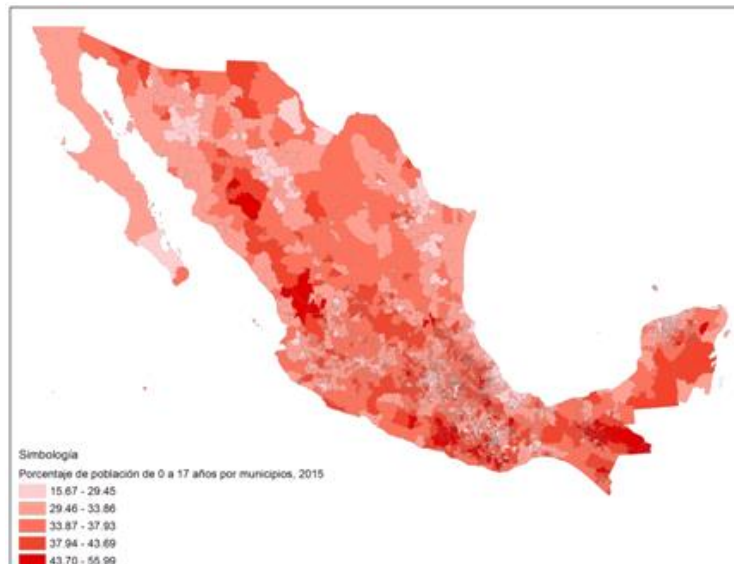 Simbología
Porcentaje de población de 0 a 17 años por municipios, 2015
15.67 - 29.45
29.46 - 33.86
33.87 - 37.93
37.94 - 43.69
43.70 - 55.99